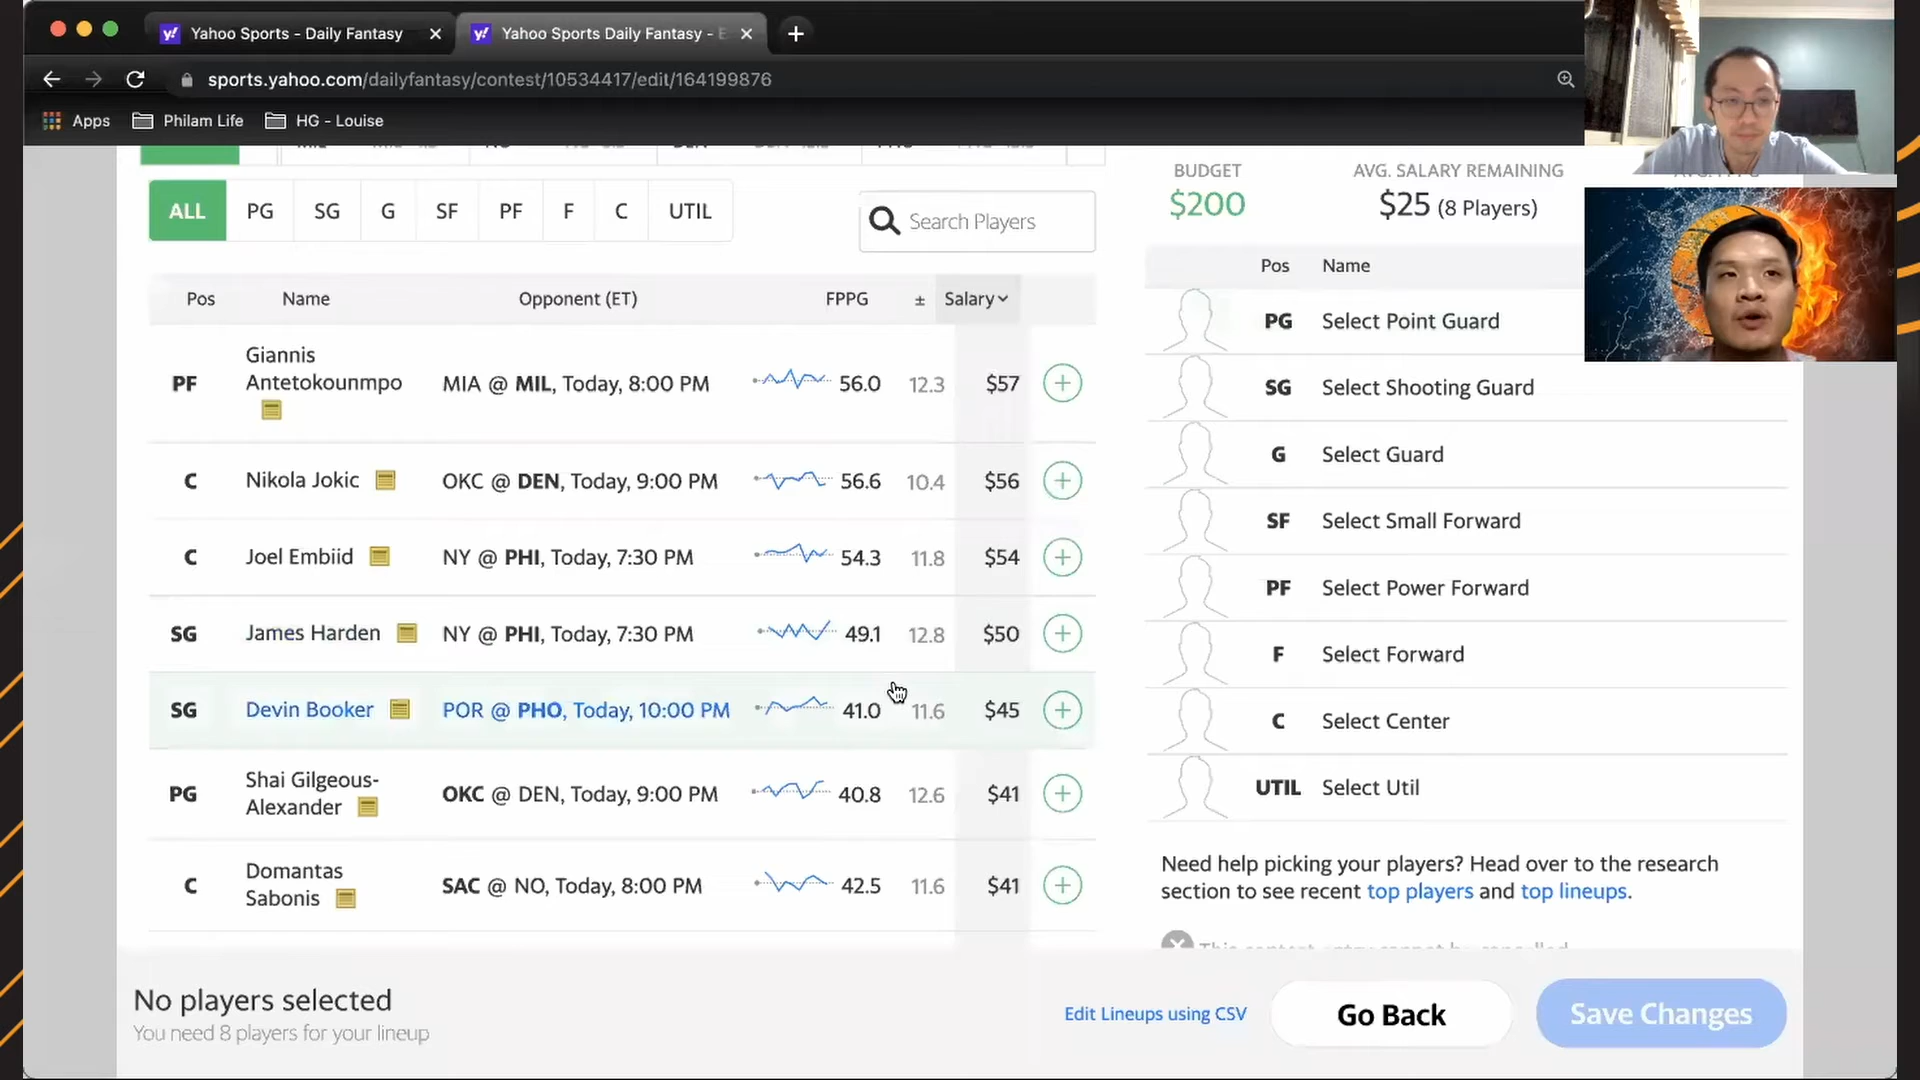 Yahoo Sports - Daily Fantasy
Yahoo Sports Daily Fantasy - E
sports.yahoo.com/dailyfantasy/contest/10534417/edit/164199876
Apps
Philam Life
HG - Louise
ALL PG SG G SF PF F C UTIL
Search Players
BUDGET
$200
AVG. SALARY REMAINING
$25 (8 Players)
Pos Name Opponent (ET) FPPG ± Salary
PF Giannis Antetokounmpo MIA @ MIL, Today, 8:00 PM 56.0 12.3 $57
C Nikola Jokic OKC @ DEN, Today, 9:00 PM 56.6 10.4 $56
C Joel Embiid NY @ PHI, Today, 7:30 PM 54.3 11.8 $54
SG James Harden NY @ PHI, Today, 7:30 PM 49.1 12.8 $50
SG Devin Booker POR @ PHO, Today, 10:00 PM 41.0 11.6 $45
PG Shai Gilgeous-Alexander OKC @ DEN, Today, 9:00 PM 40.8 12.6 $41
C Domantas Sabonis SAC @ NO, Today, 8:00 PM 42.5 11.6 $41
Pos Name
PG Select Point Guard
SG Select Shooting Guard
G Select Guard
SF Select Small Forward
PF Select Power Forward
F Select Forward
C Select Center
UTIL Select Util
Need help picking your players? Head over to the research
section to see recent top players and top lineups.
This contest entry cannot be cancelled
No players selected
You need 8 players for your lineup
Edit Lineups using CSV
Go Back
Save Changes